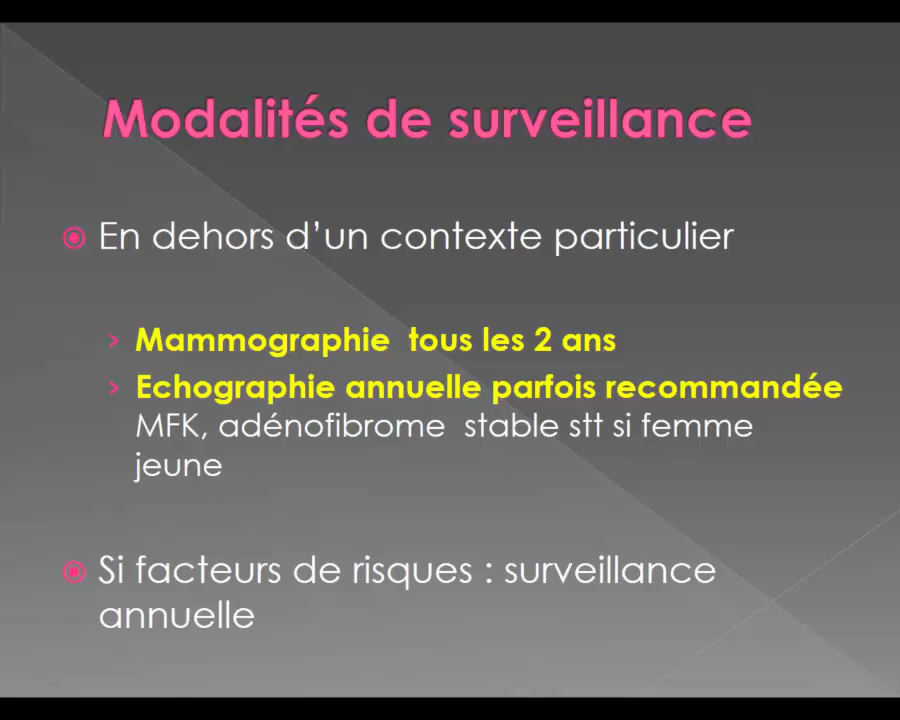 Modalités de surveillance
En dehors d’un contexte particulier
Mammographie tous les 2 ans
Echographie annuelle parfois recommandée
MFK, adénofibrome stable stt si femme
jeune
Si facteurs de risques : surveillance
annuelle